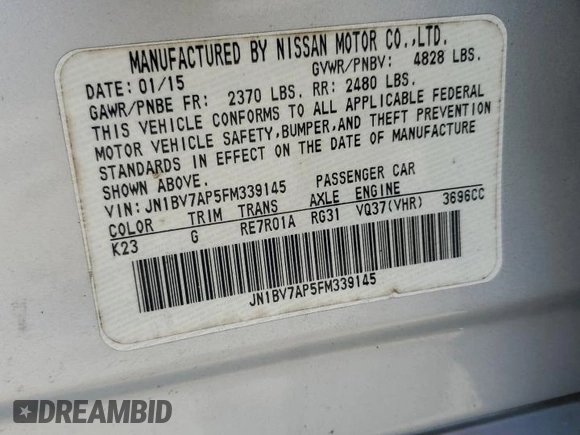 MANUFACTURED BY NISSAN MOTOR CO.,LTD.
DATE: 01/15 GVWR/PNBV: 4828 LBS.
GAWR/PNBE FR: 2370 LBS. RR: 2480 LBS.
THIS VEHICLE CONFORMS TO ALL APPLICABLE FEDERAL
MOTOR VEHICLE SAFETY,BUMPER,AND THEFT PREVENTION
STANDARDS IN EFFECT ON THE DATE OF MANUFACTURE
SHOWN ABOVE.
VIN: JN1BV7AP5FM339145 PASSENGER CAR
COLOR TRIM TRANS AXLE ENGINE
K23 G RE7R01A RG31 VQ37(VHR) 3696CC
JN1BV7AP5FM339145
DREAMBID